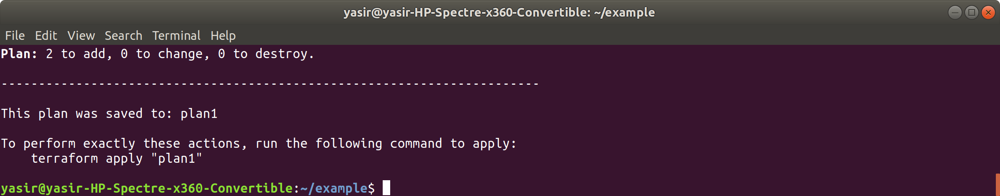 yasir@yasir-HP-Spectre-x360-Convertible: ~/example
File Edit View Search Terminal Help
Plan: 2 to add, 0 to change, 0 to destroy.
------------------------------------------------------------------------
This plan was saved to: plan1
To perform exactly these actions, run the following command to apply:
terraform apply "plan1"
yasir@yasir-HP-Spectre-x360-Convertible:~/example$